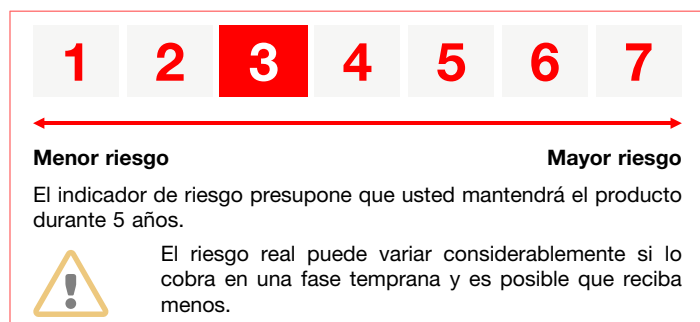 1 2 3 4 5 6 7
Menor riesgo Mayor riesgo
El indicador de riesgo presupone que usted mantendrá el producto
durante 5 años.
El riesgo real puede variar considerablemente si lo
cobra en una fase temprana y es posible que reciba
menos.